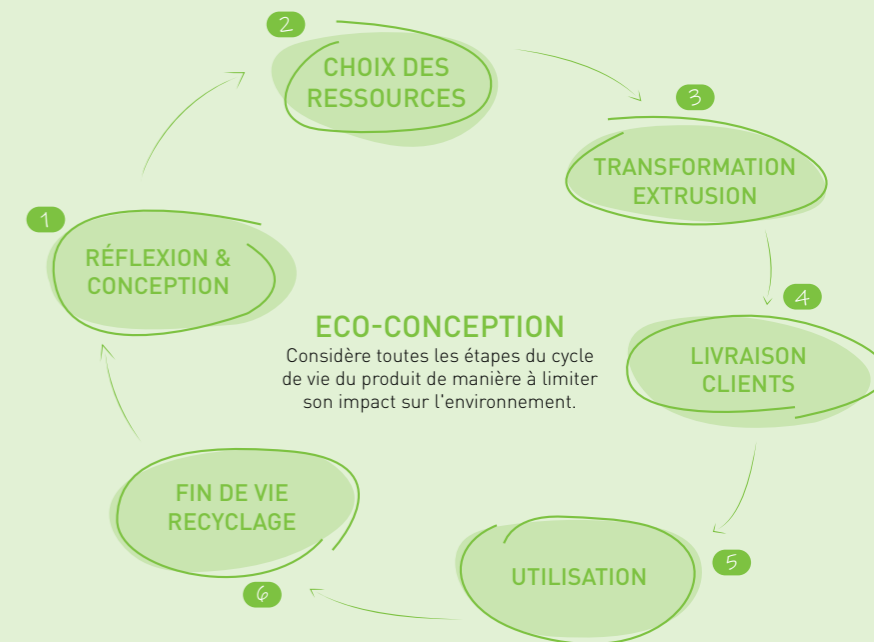 1
RÉFLEXION &
CONCEPTION
2
CHOIX DES
RESSOURCES
3
TRANSFORMATION
EXTRUSION
4
LIVRAISON
CLIENTS
5
UTILISATION
6
FIN DE VIE
RECYCLAGE
ECO-CONCEPTION
Considère toutes les étapes du cycle
de vie du produit de manière à limiter
son impact sur l'environnement.